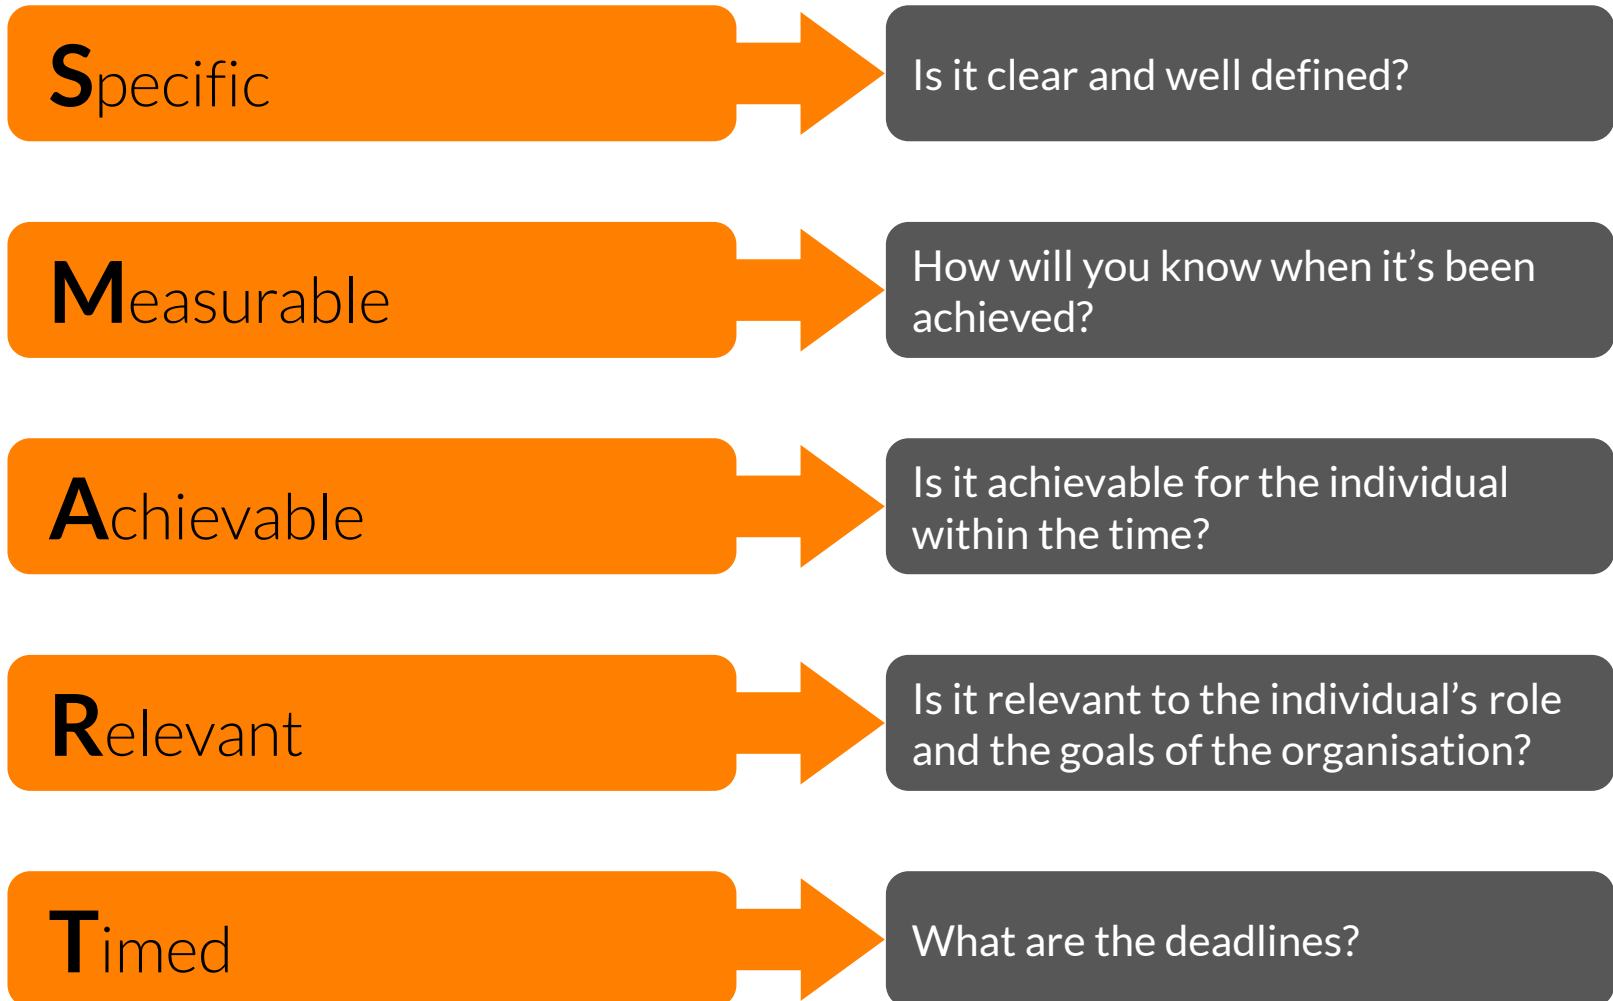 Specific
Is it clear and well defined?
Measurable
How will you know when it’s been
achieved?
Achievable
Is it achievable for the individual
within the time?
Relevant
Is it relevant to the individual’s role
and the goals of the organisation?
Timed
What are the deadlines?